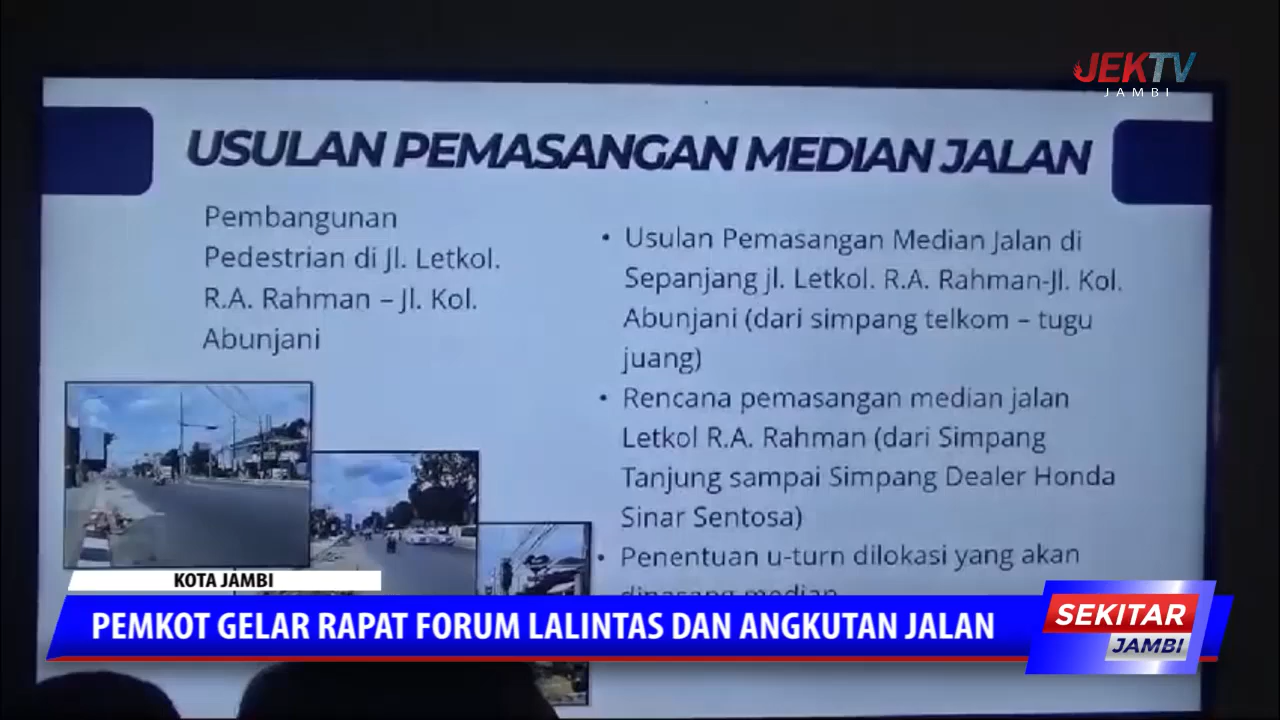 JEKTV
JAMBI
USULAN PEMASANGAN MEDIAN JALAN
Pembangunan
Pedestrian di Jl. Letkol.
R.A. Rahman – Jl. Kol.
Abunjani
• Usulan Pemasangan Median Jalan di
Sepanjang jl. Letkol. R.A. Rahman-Jl. Kol.
Abunjani (dari simpang telkom – tugu
juang)
• Rencana pemasangan median jalan
Letkol R.A. Rahman (dari Simpang
Tanjung sampai Simpang Dealer Honda
Sinar Sentosa)
• Penentuan u-turn dilokasi yang akan
dipasang median
KOTA JAMBI
PEMKOT GELAR RAPAT FORUM LALINTAS DAN ANGKUTAN JALAN
SEKITAR
JAMBI